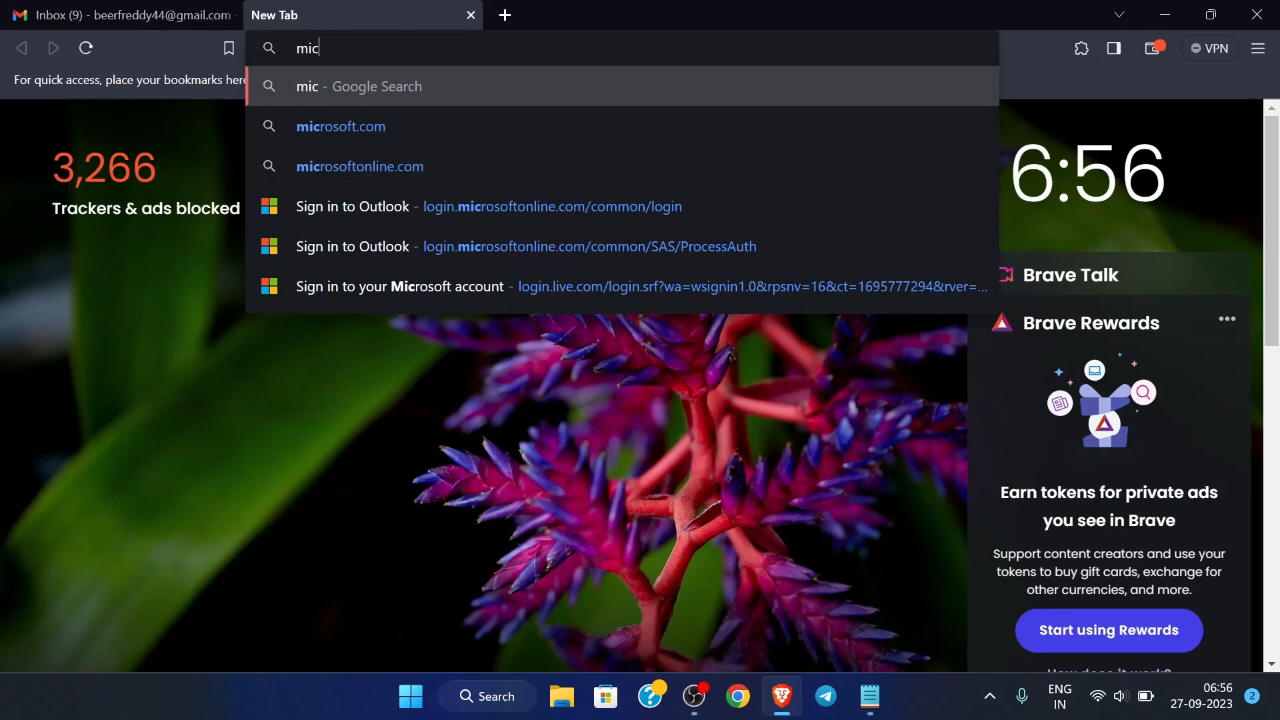 Inbox (9) - beerfreddy44@gmail.com
New Tab
mic
VPN
For quick access, place your bookmarks here
mic - Google Search
microsoft.com
microsoftonline.com
Sign in to Outlook - login.microsoftonline.com/common/login
Sign in to Outlook - login.microsoftonline.com/common/SAS/ProcessAuth
Sign in to your Microsoft account - login.live.com/login.srf?wa=wsignin1.0&rpsnv=16&ct=1695777294&rver=...
3,266
Trackers & ads blocked
6:56
Brave Talk
Brave Rewards
Earn tokens for private ads
you see in Brave
Support content creators and use your
tokens to buy gift cards, exchange for
other currencies, and more.
Start using Rewards
How does it work?
Search
ENG
IN
06:56
27-09-2023
2